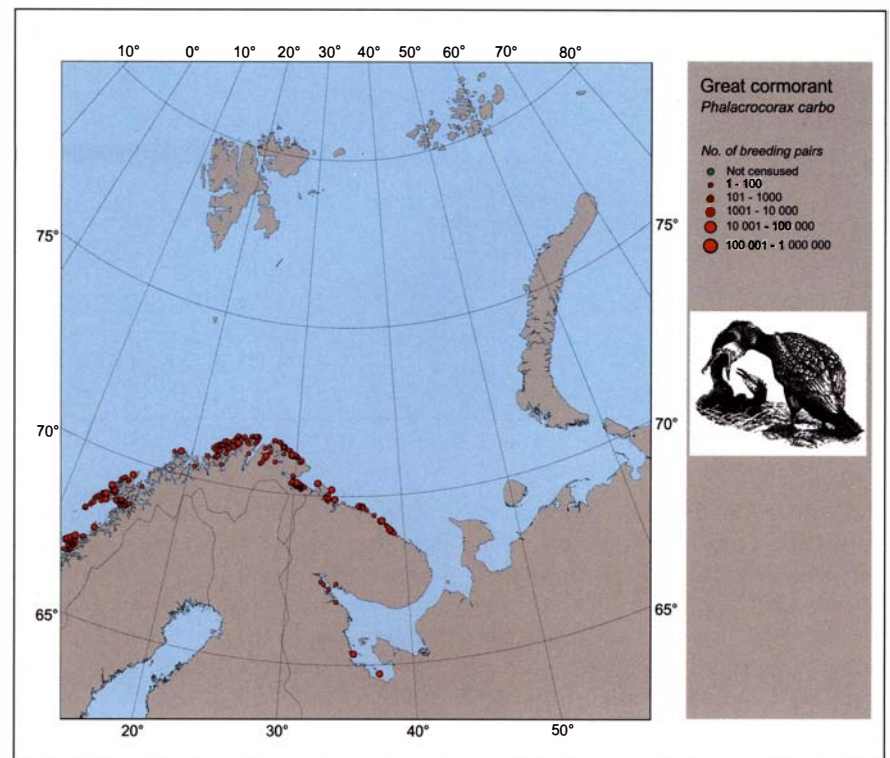 10° 0° 10° 20° 30° 40° 50° 60° 70° 80°
Great cormorant
Phalacrocorax carbo
No. of breeding pairs
Not censused
1 - 100
101 - 1000
1001 - 10 000
10 001 - 100 000
100 001 - 1 000 000
75° 75°
70° 70°
65° 65°
20° 30° 40° 50°